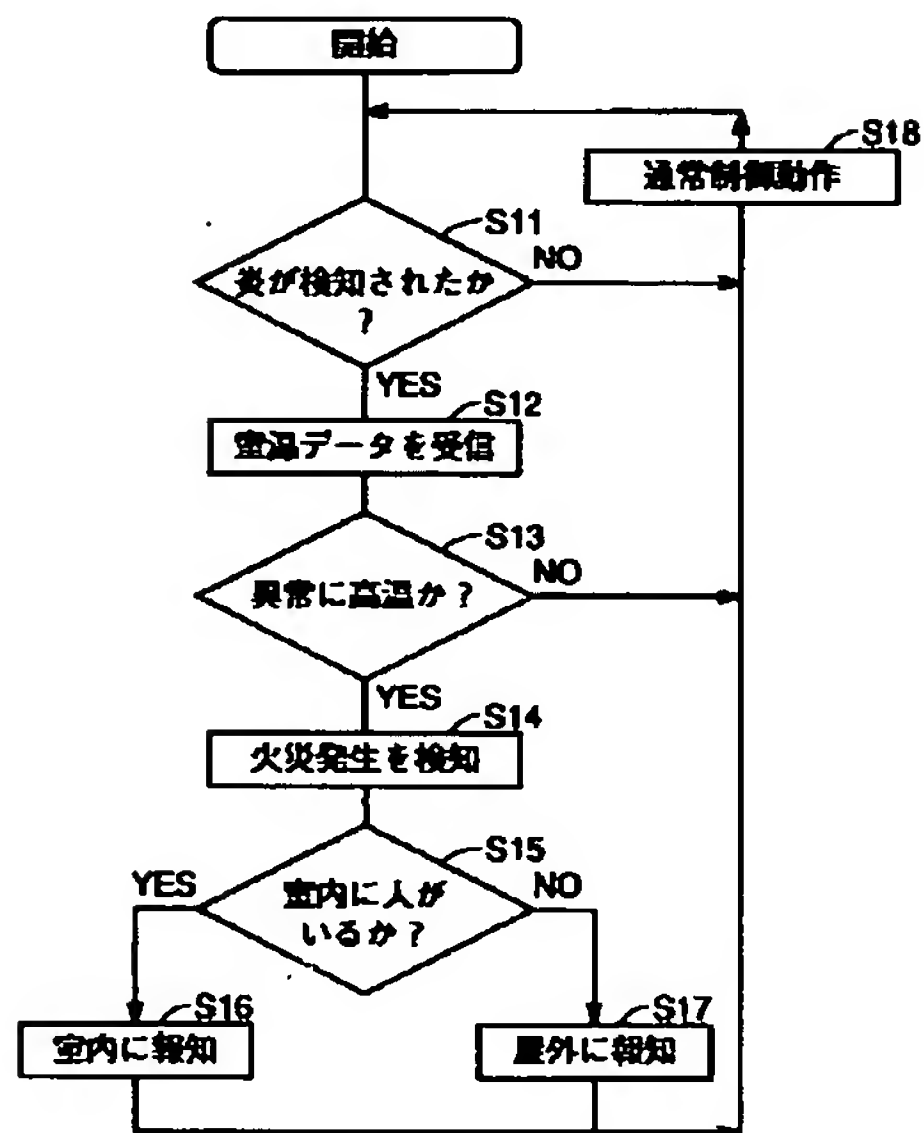 開始
S18
通常制御動作
S11
炎が検知されたか
?
NO
YES
S12
室温データを受信
S13
異常に高温か?
NO
YES
S14
火災発生を検知
S15
YES
室内に人が
いるか?
NO
S16
室内に報知
S17
屋外に報知